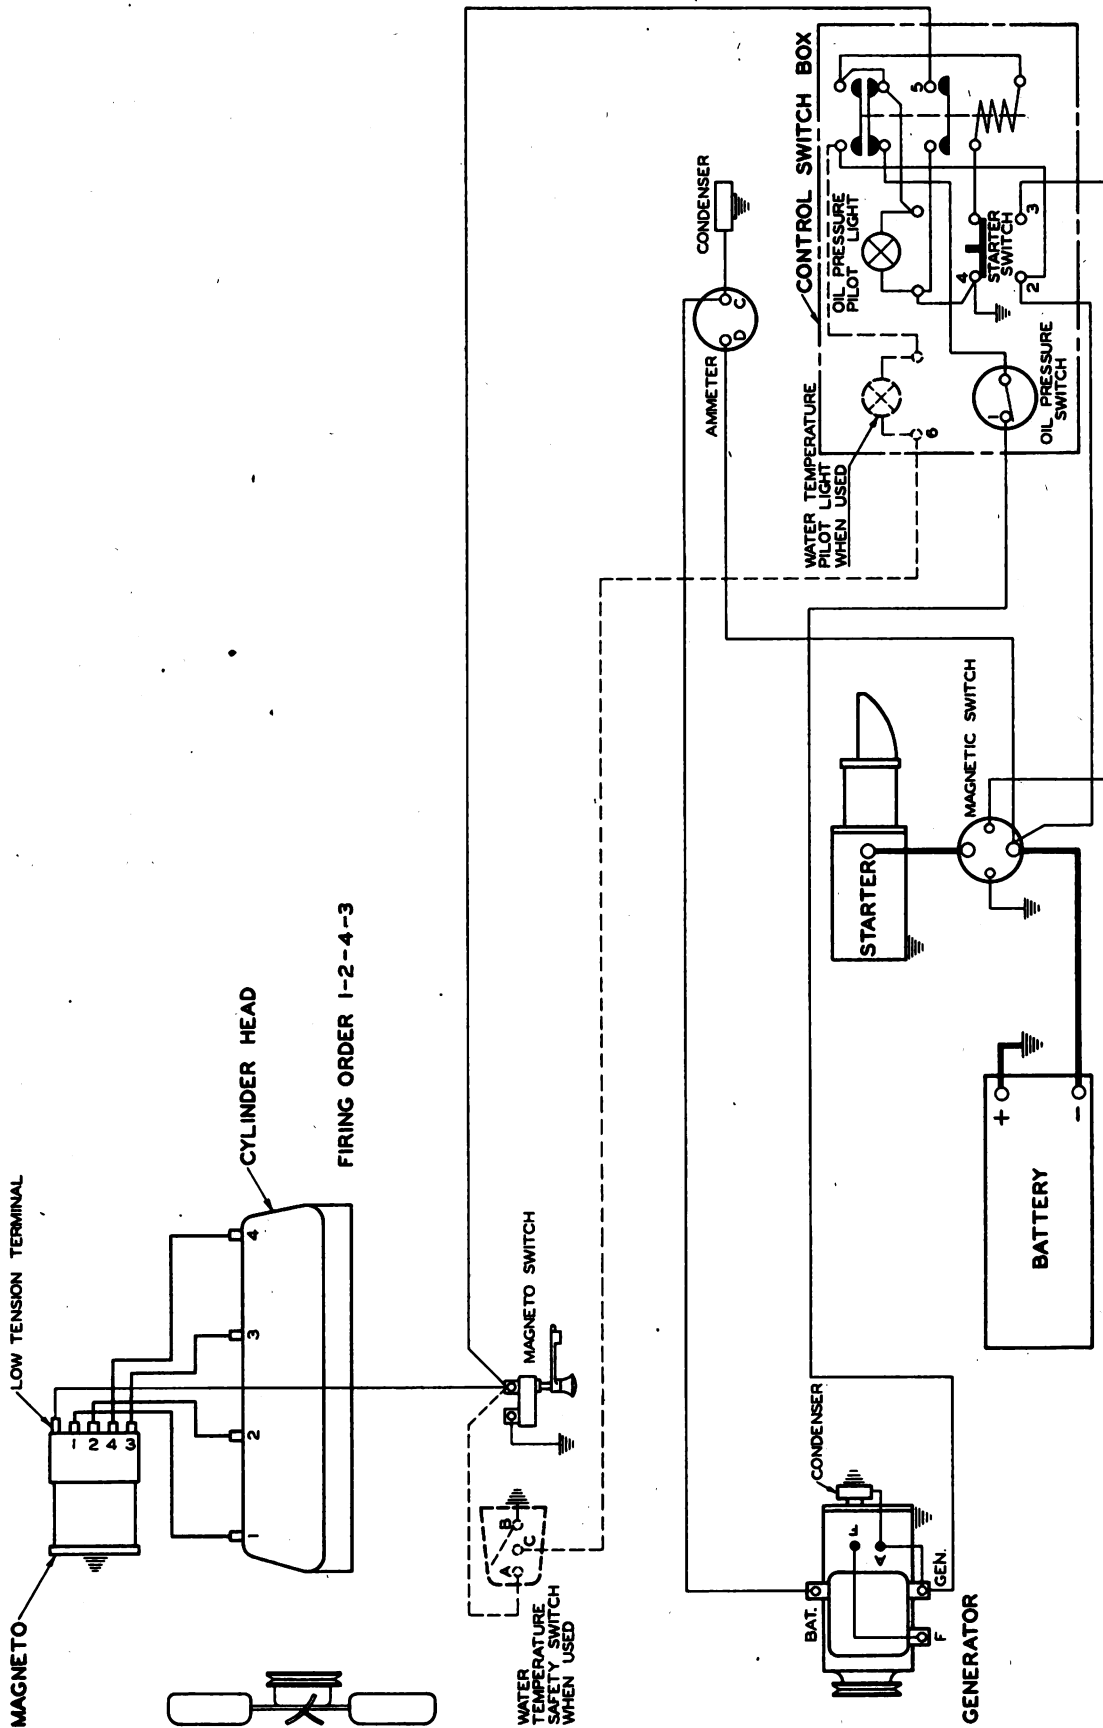 MAGNETO
LOW TENSION TERMINAL
1 2 4 3
CYLINDER HEAD
1 2 3 4
FIRING ORDER 1-2-4-3
WATER
TEMPERATURE
SAFETY SWITCH
WHEN USED
A
C
B
MAGNETO SWITCH
CONDENSER
AMMETER
D
C
GENERATOR
BAT.
F
GEN.
A
F
CONDENSER
STARTER
MAGNETIC SWITCH
BATTERY
+
-
CONTROL SWITCH BOX
WATER TEMPERATURE
PILOT LIGHT
WHEN USED
6
OIL PRESSURE
PILOT LIGHT
5
4
STARTER
SWITCH
2
3
1
OIL PRESSURE
SWITCH